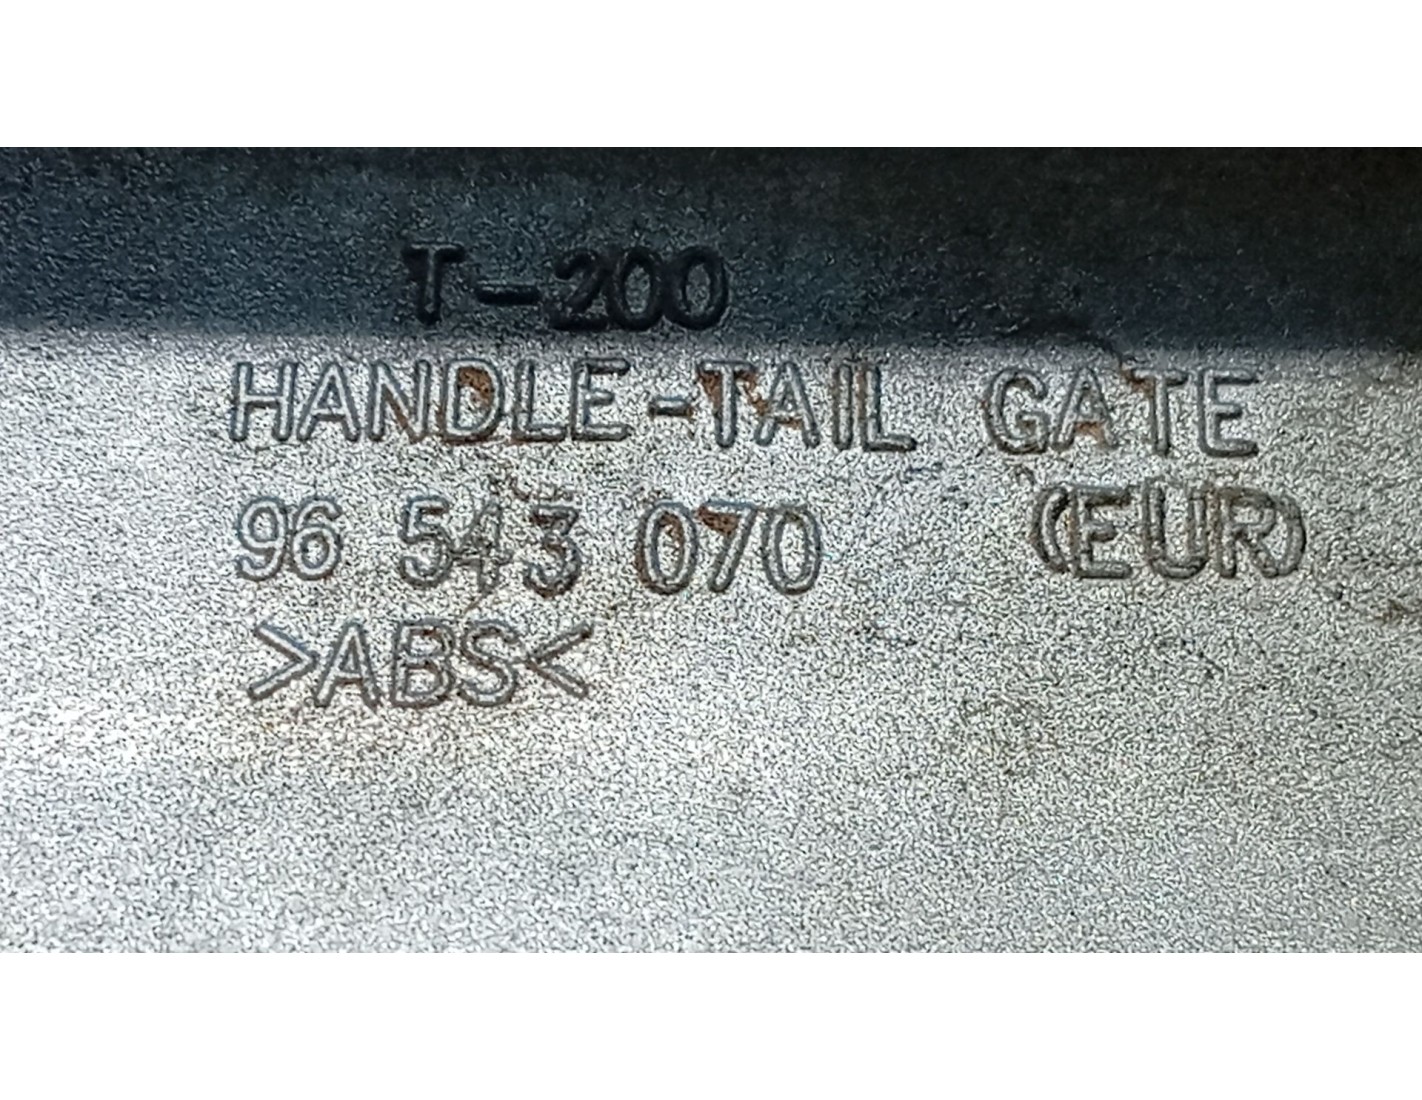 T-200
HANDLE-TAIL GATE
96 543 070 (EUR)
>ABS<